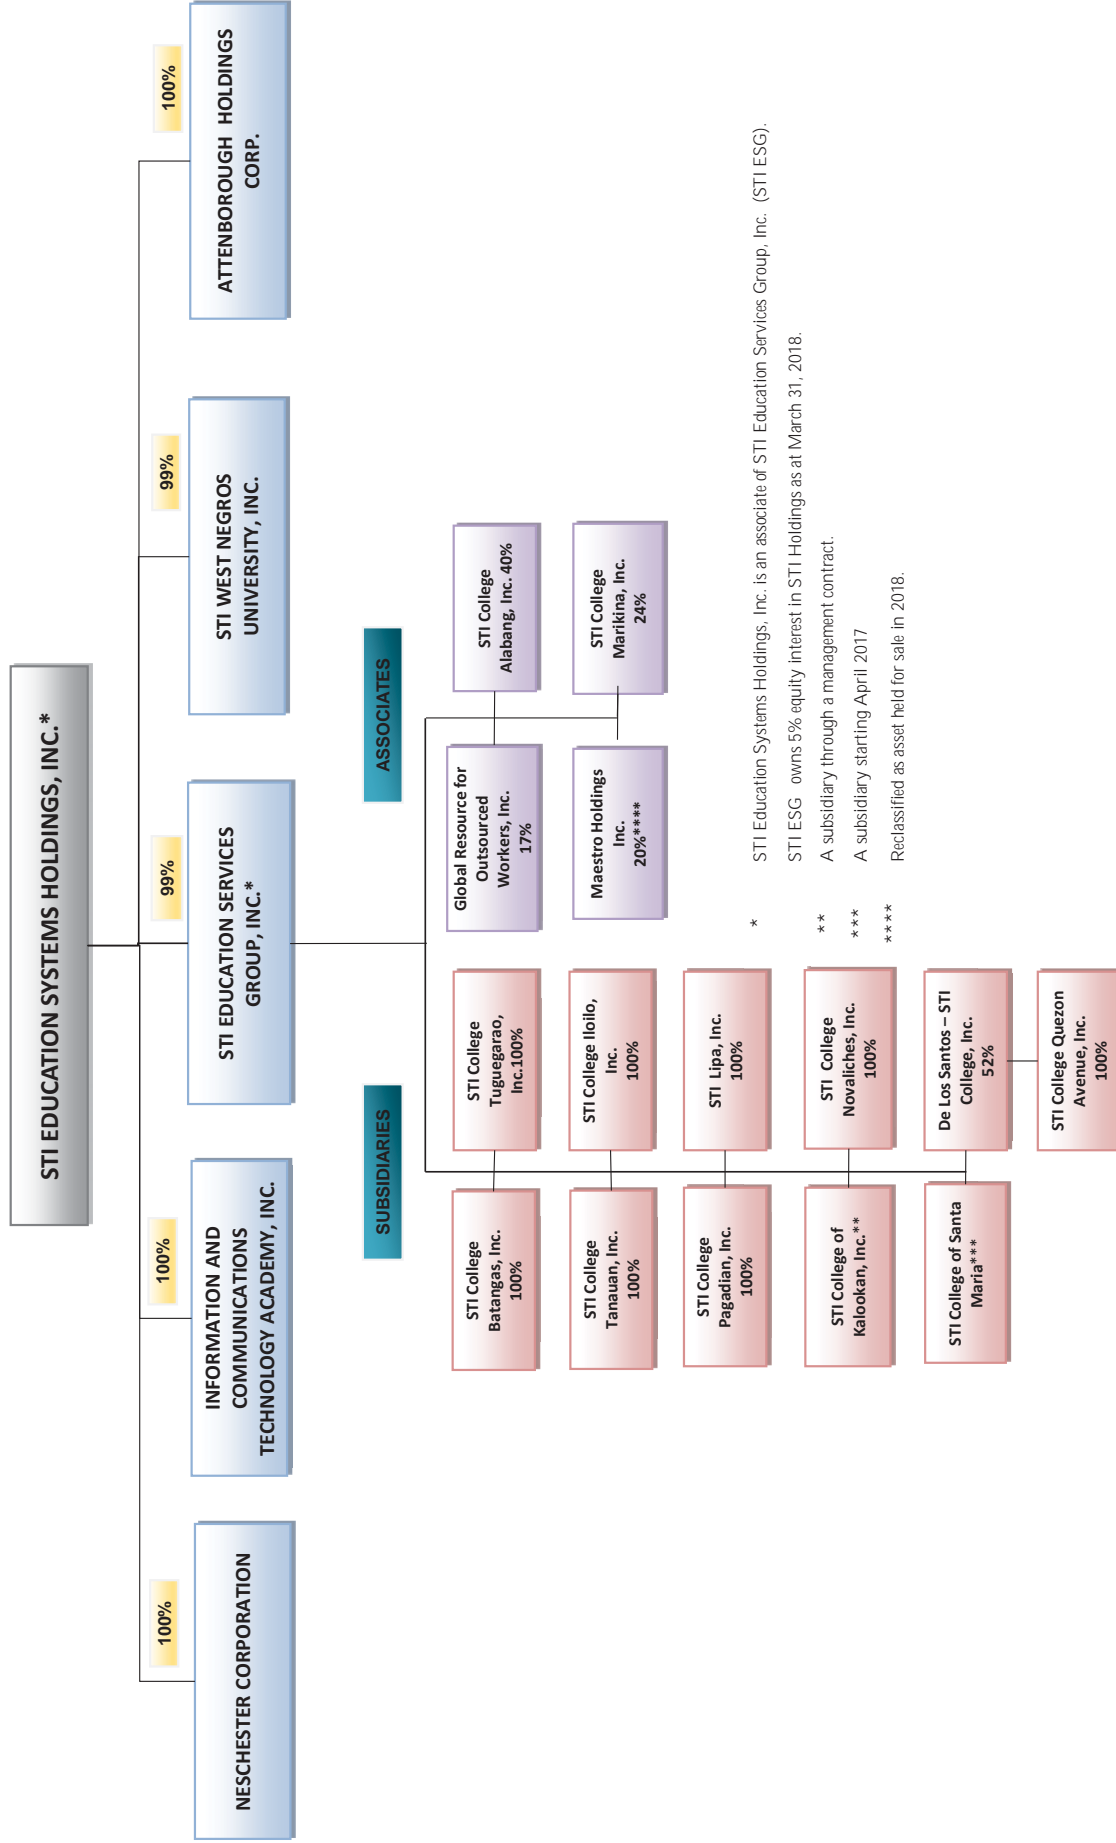 STI EDUCATION SYSTEMS HOLDINGS, INC.*
100%
NESCHESTER CORPORATION
100%
INFORMATION AND
COMMUNICATIONS
TECHNOLOGY ACADEMY, INC.
99%
STI EDUCATION SERVICES
GROUP, INC.*
99%
STI WEST NEGROS
UNIVERSITY, INC.
100%
ATTENBOROUGH HOLDINGS
CORP.
SUBSIDIARIES
ASSOCIATES
STI College
Batangas, Inc.
100%
STI College
Tuguegarao,
Inc.100%
Global Resource for
Outsourced
Workers, Inc.
17%
STI College
Alabang, Inc. 40%
STI College
Tanauan, Inc.
100%
STI College Iloilo,
Inc.
100%
Maestro Holdings
Inc.
20%****
STI College
Marikina, Inc.
24%
STI College
Pagadian, Inc.
100%
STI Lipa, Inc.
100%
STI College of
Kalookan, Inc.**
STI College
Novaliches, Inc.
100%
STI College of Santa
Maria***
De Los Santos – STI
College, Inc.
52%
STI College Quezon
Avenue, Inc.
100%
* STI Education Systems Holdings, Inc. is an associate of STI Education Services Group, Inc. (STI ESG).
STI ESG owns 5% equity interest in STI Holdings as at March 31, 2018.
** A subsidiary through a management contract.
*** A subsidiary starting April 2017
**** Reclassified as asset held for sale in 2018.